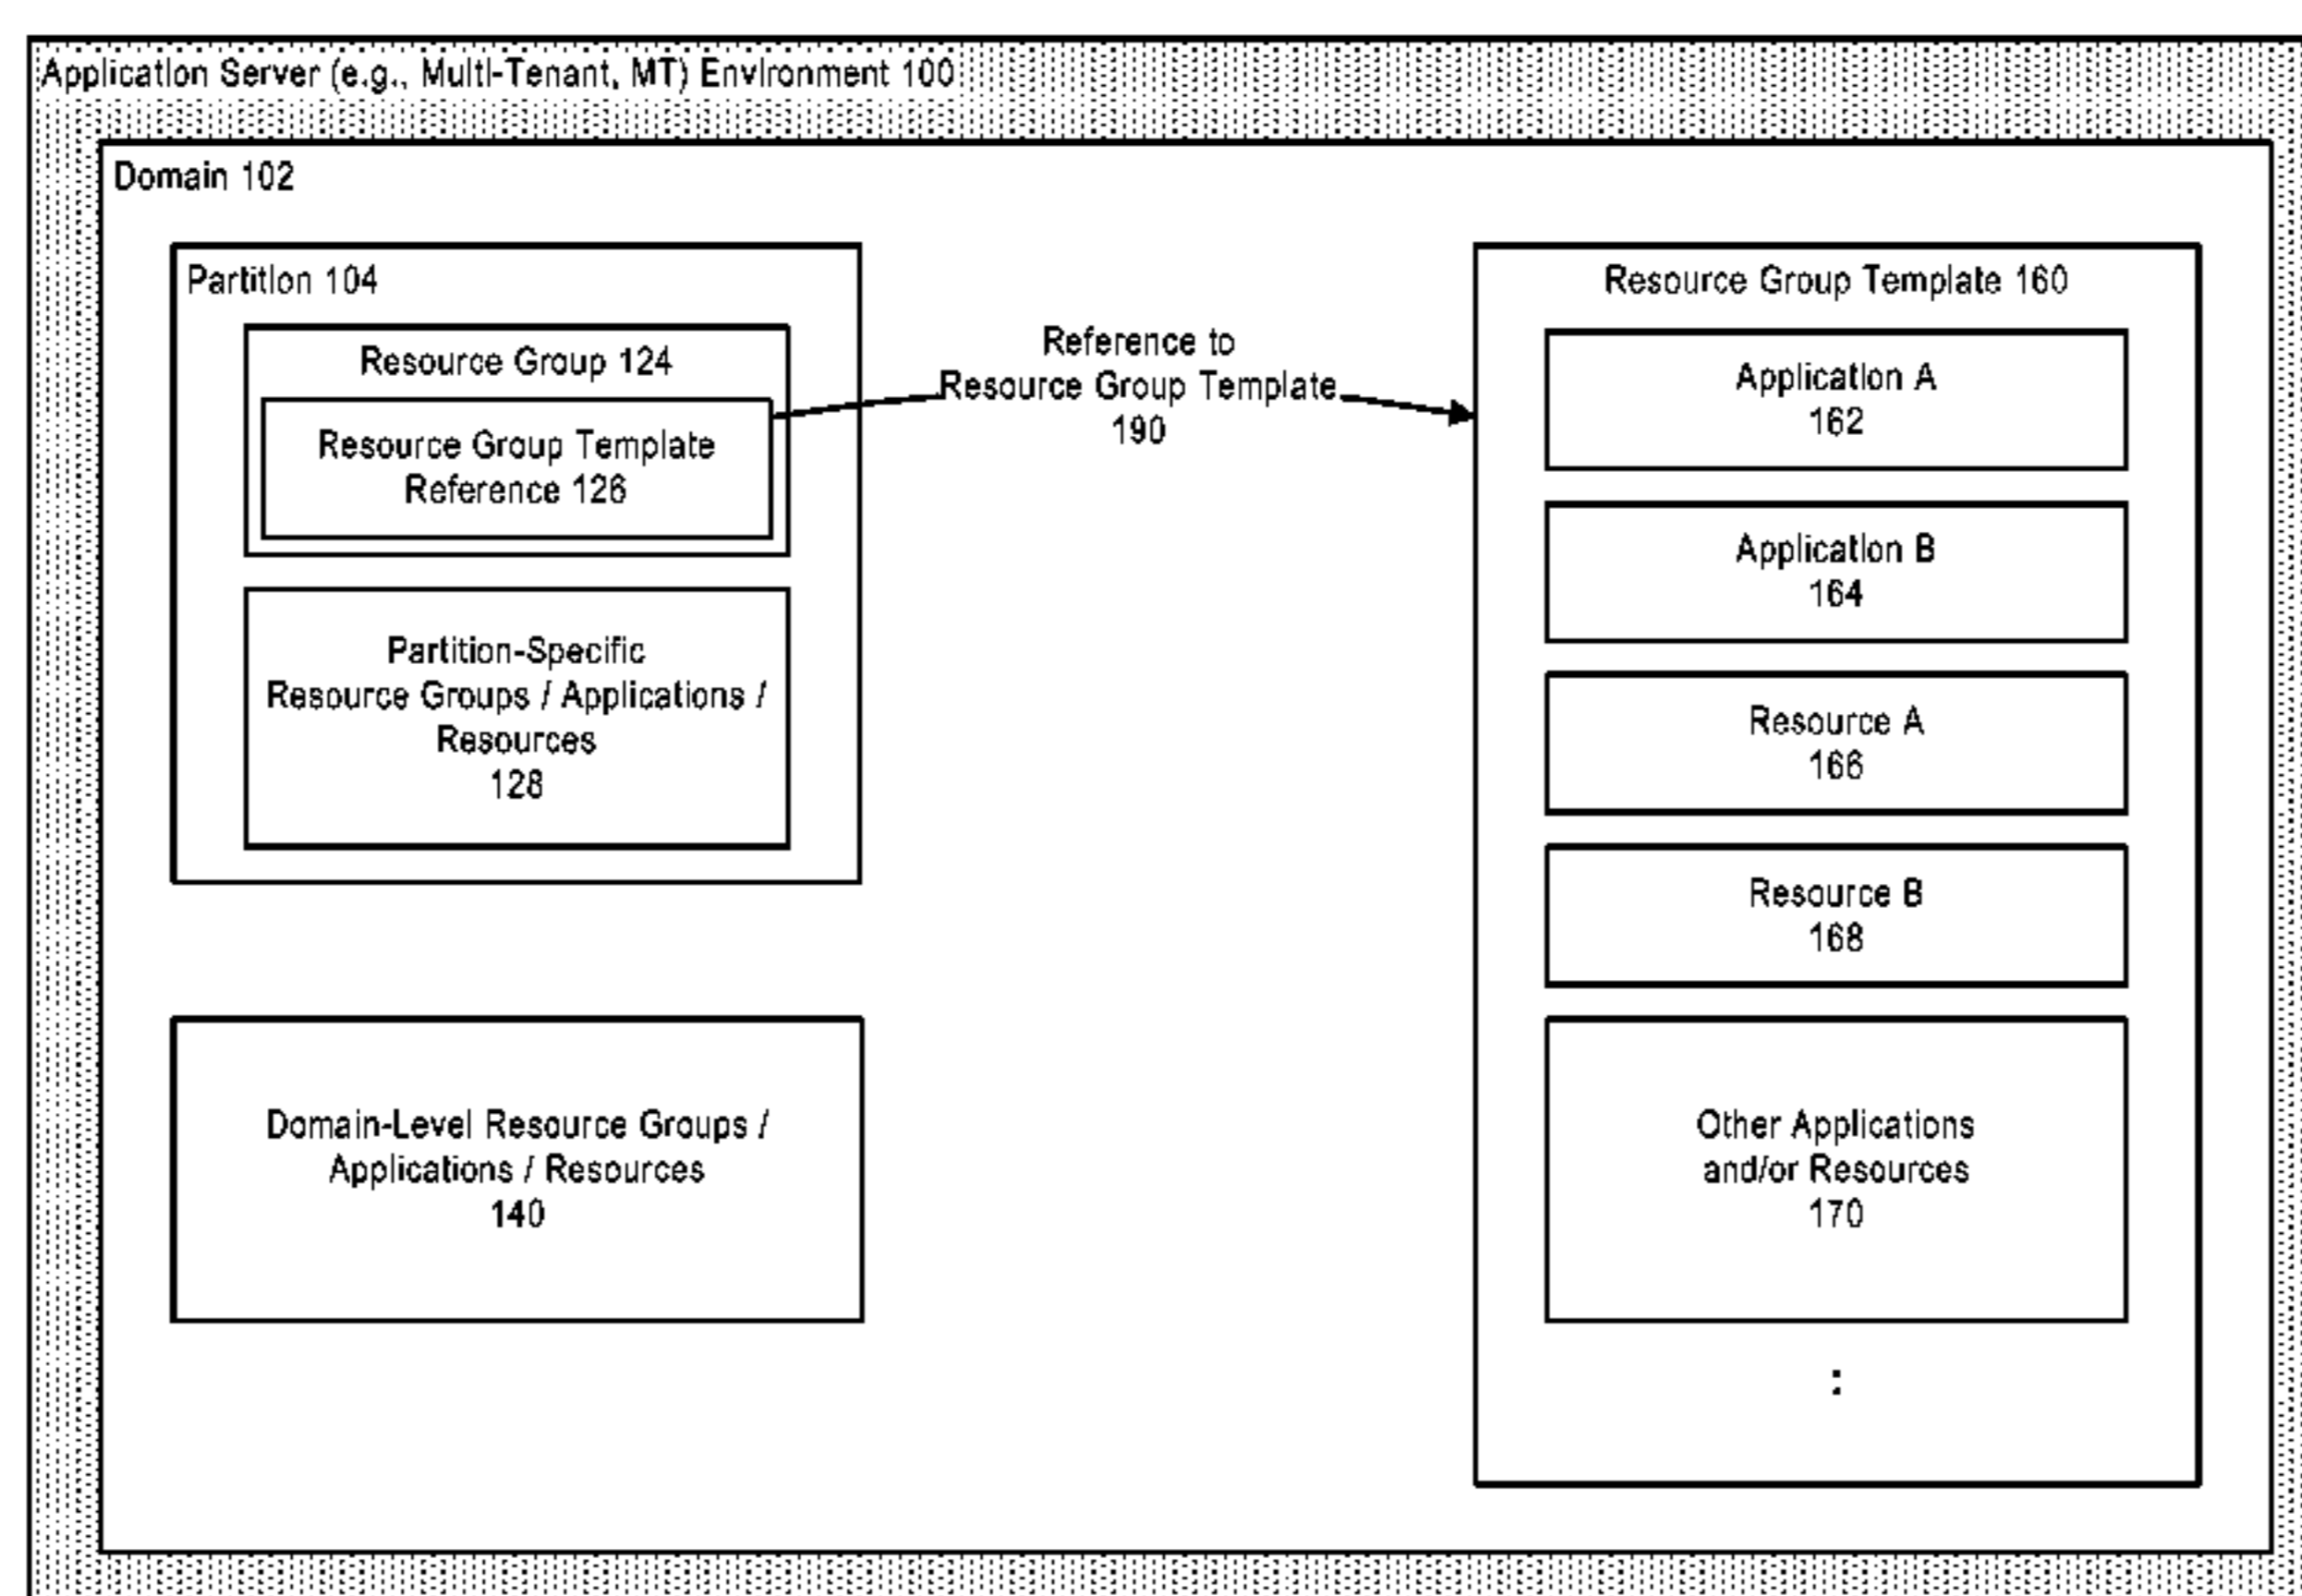 Application Server (e.g., Multi-Tenant, MT) Environment 100
Domain 102
Partition 104
Resource Group 124
Resource Group Template
Reference 126
Partition-Specific
Resource Groups / Applications /
Resources
128
Domain-Level Resource Groups /
Applications / Resources
140
Reference to
Resource Group Template
190
Resource Group Template 160
Application A
162
Application B
164
Resource A
166
Resource B
168
Other Applications
and/or Resources
170
: